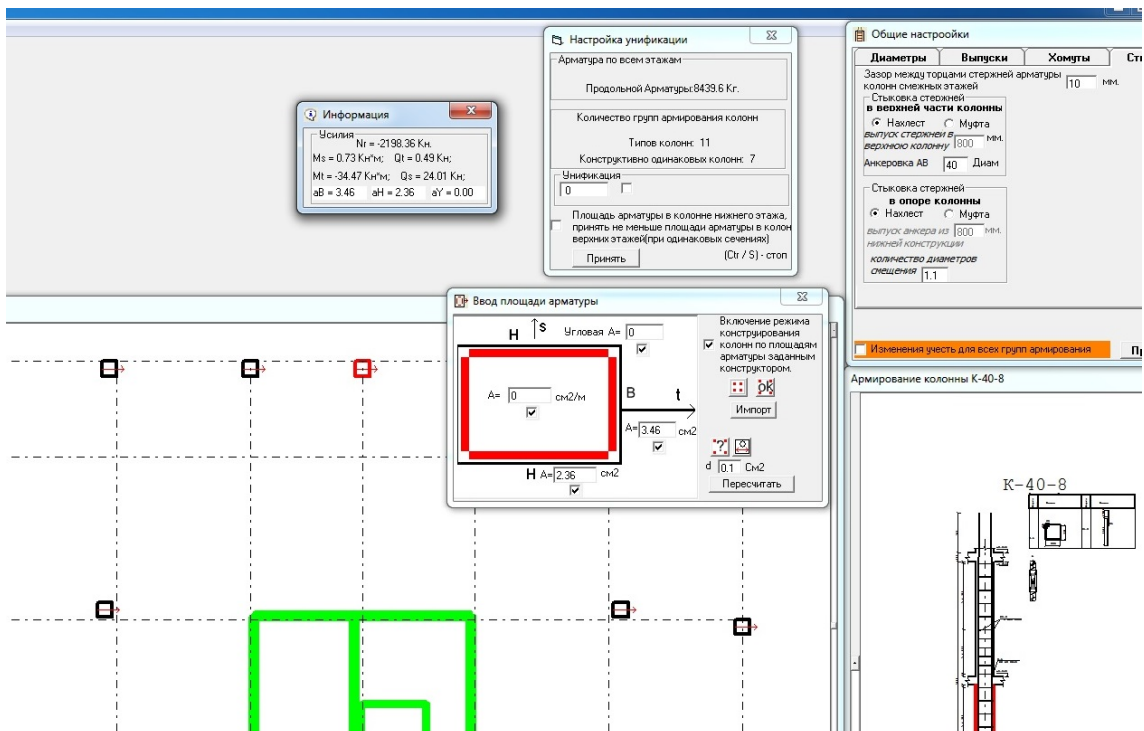 Настройка унификации
Арматура по всем этажам
Продольной Арматуры:8439.6 Кг.
Количество групп армирования колонн
Типов колонн: 11
Конструктивно одинаковых колонн: 7
Унификация
0
Площадь арматуры в колонне нижнего этажа,
принять не меньше площади арматуры в колон
верхних этажей(при одинаковых сечениях)
Принять
(Ctr / S) - стоп
Информация
Усилия
Nr = -2198.36 Кн.
Ms = 0.73 Кн*м; Qt = 0.49 Кн;
Mt = -34.47 Кн*м; Qs = 24.01 Кн;
aB = 3.46 aH = 2.36 aY = 0.00
Общие настроойки
Диаметры Выпуски Хомуты Ст
Зазор между торцами стержней арматуры
колонн смежных этажей 10 мм.
Стыковка стержней
в верхней части колонны
Нахлест Муфта
выпуск стержней в
верхнюю колонну 800 мм.
Анкеровка АВ 40 Диам
Стыковка стержней
в опоре колонны
Нахлест Муфта
выпуск анкера из 800 мм.
нижней конструкции
количество диаметров
смещения 1.1
Изменения учесть для всех групп армирования
Пр
Ввод площади арматуры
H S Угловая А= 0
A= 0 см2/м
B t
A= 3.46 см2
H A= 2.36 см2
Включение режима
конструирования
колонн по площадям
арматуры заданным
конструктором.
ОК
Импорт
?
d 0.1 См2
Пересчитать
Армирование колонны К-40-8
К-40-8